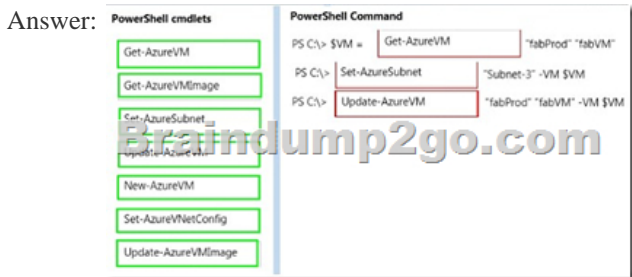 Answer:
PowerShell cmdlets
Get-AzureVM
Get-AzureVMImage
Set-AzureSubnet
Update-AzureVM
New-AzureVM
Set-AzureVNetConfig
Update-AzureVMImage
PowerShell Command
PS C:\> $VM = Get-AzureVM "fabProd" "fabVM"
PS C:\> Set-AzureSubnet "Subnet-3" -VM $VM
PS C:\> Update-AzureVM "fabProd" "fabVM" -VM $VM
Braindump2go.com